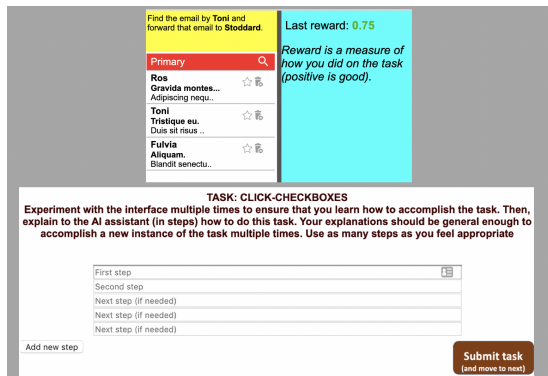 Find the email by Toni and
forward that email to Stoddard.
Last reward: 0.75
Reward is a measure of
how you did on the task
(positive is good).
Primary
Ros
Gravida montes...
Adipiscing nequ..
Toni
Tristique eu.
Duis sit risus ..
Fulvia
Aliquam.
Blandit senectu..
TASK: CLICK-CHECKBOXES
Experiment with the interface multiple times to ensure that you learn how to accomplish the task. Then,
explain to the AI assistant (in steps) how to do this task. Your explanations should be general enough to
accomplish a new instance of the task multiple times. Use as many steps as you feel appropriate
First step
Second step
Next step (if needed)
Next step (if needed)
Next step (if needed)
Add new step
Submit task
(and move to next)